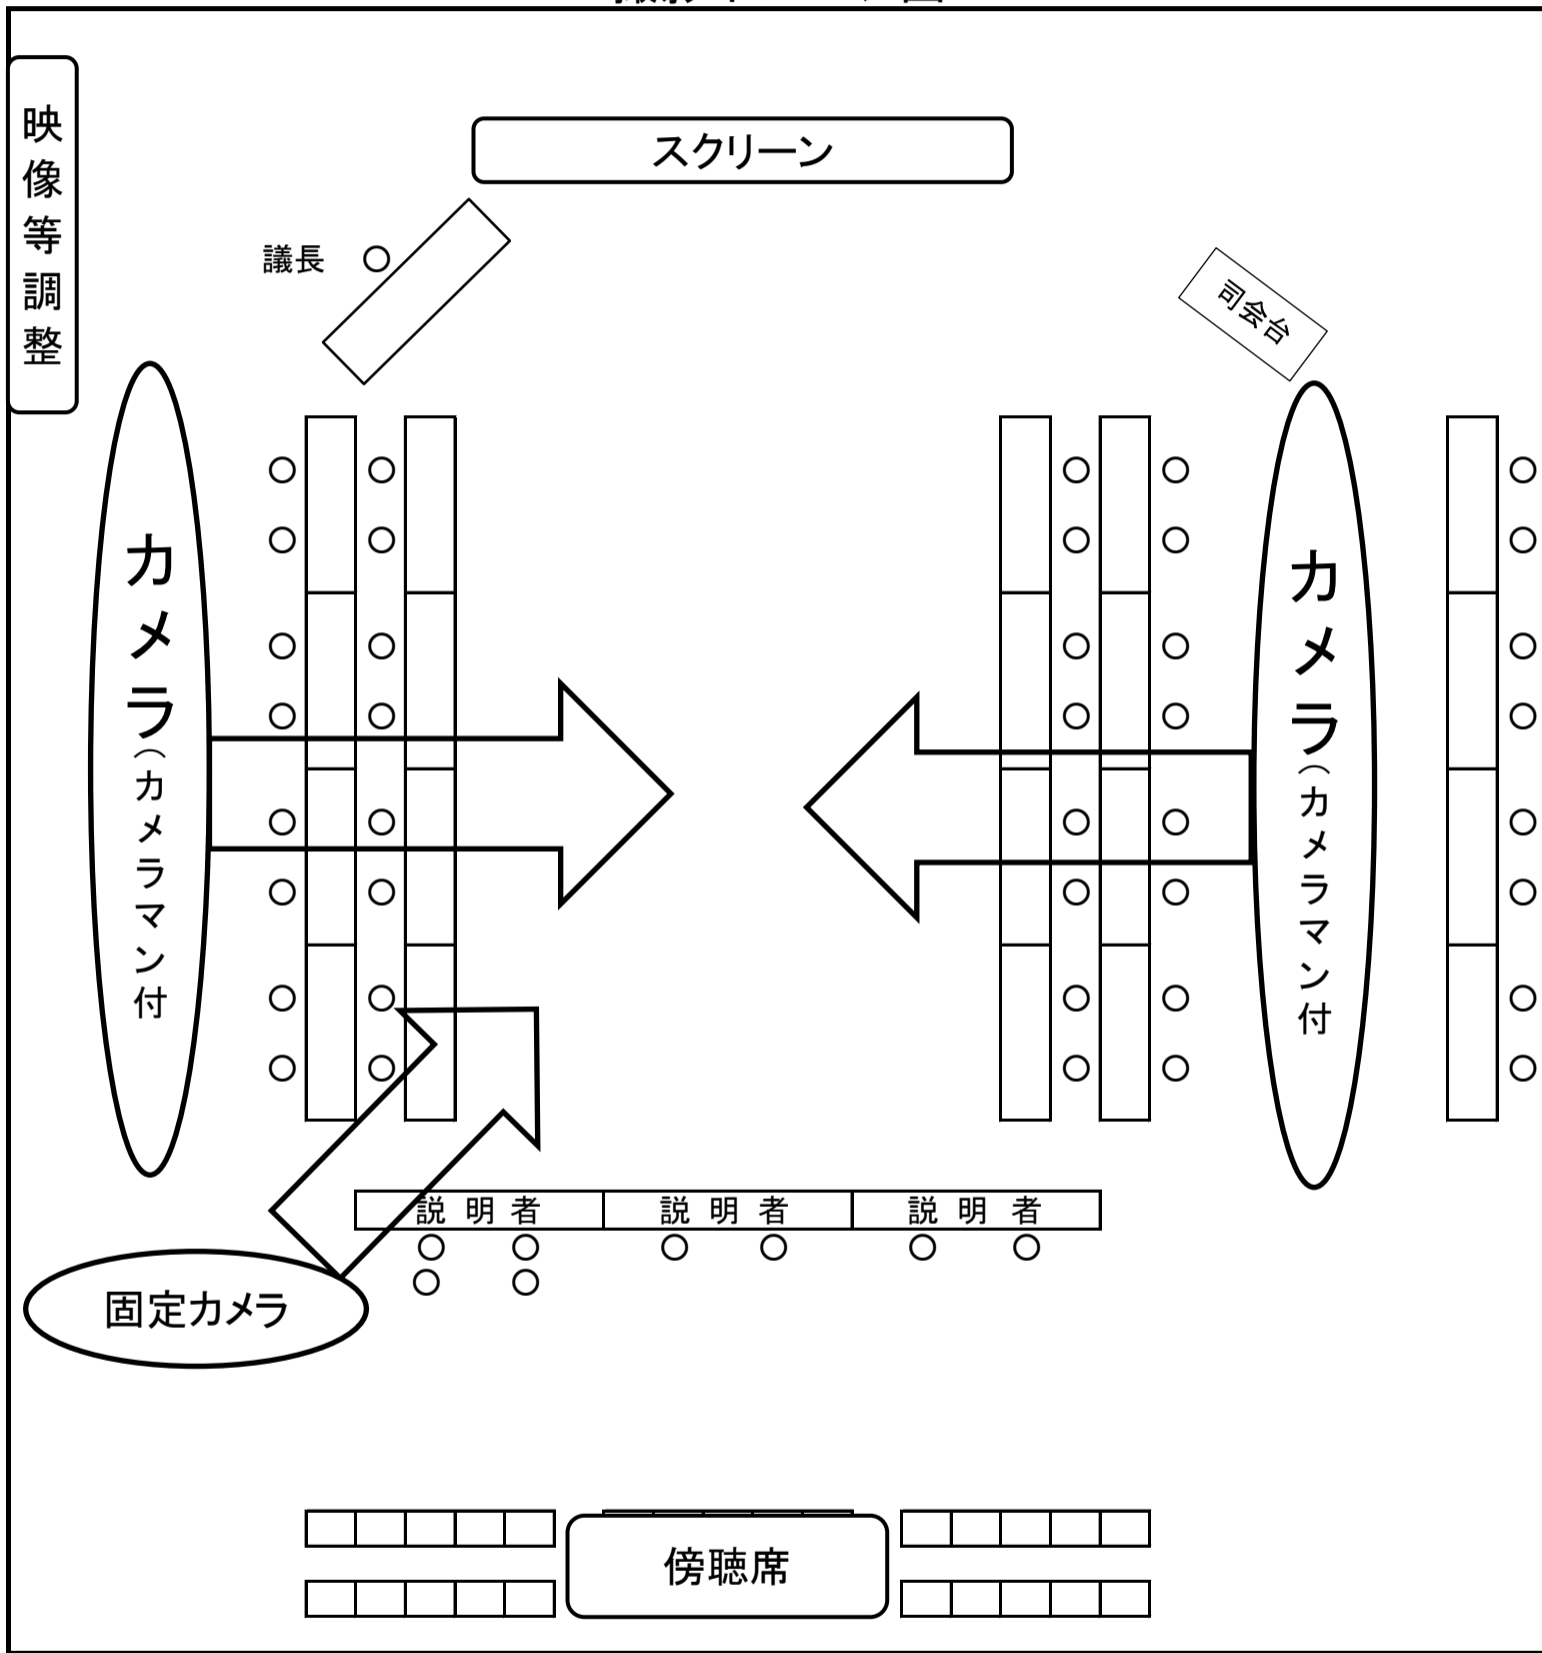 映像等調整
スクリーン
議長
司会台
カメラ(カメラマン付
カメラ(カメラマン付
説明者
説明者
説明者
固定カメラ
傍聴席